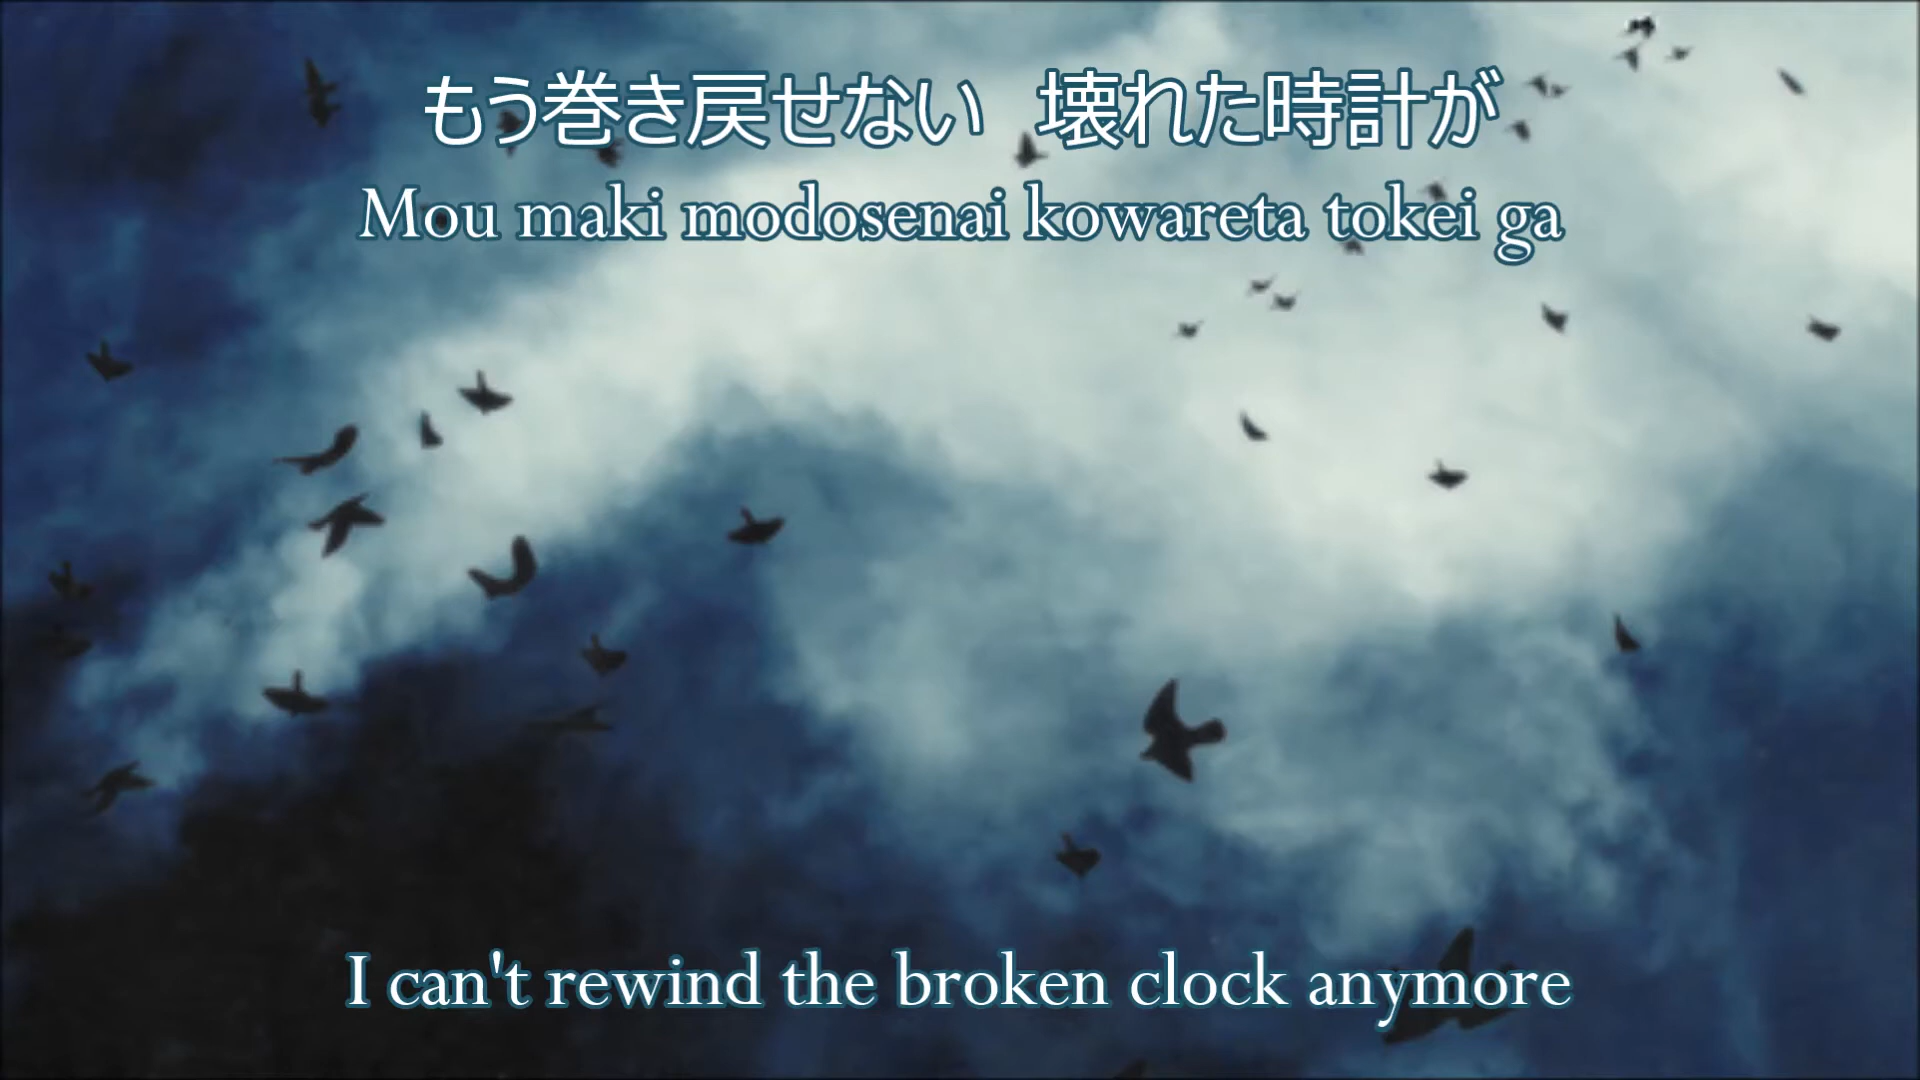 もう巻き戻せない　壊れた時計が
Mou maki modosenai kowareta tokei ga
I can't rewind the broken clock anymore